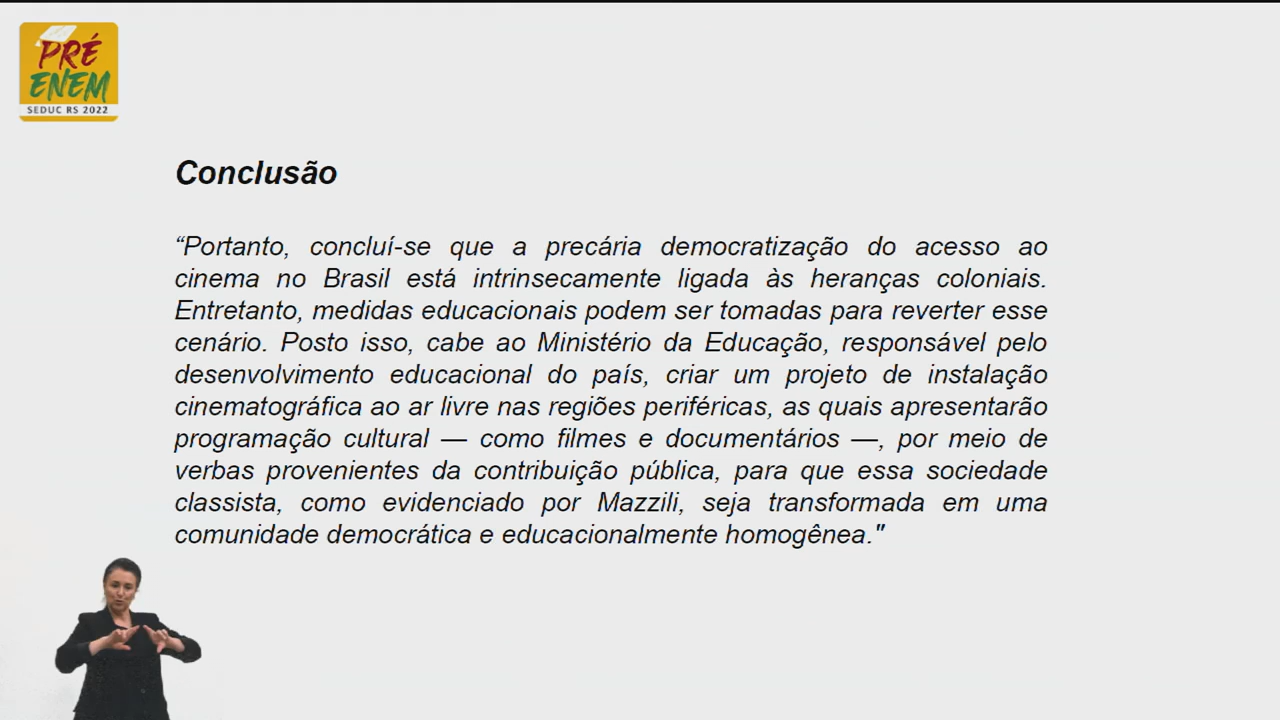 PRÉ
ENEM
SEDUC RS 2022
Conclusão
“Portanto, concluí-se que a precária democratização do acesso ao
cinema no Brasil está intrinsecamente ligada às heranças coloniais.
Entretanto, medidas educacionais podem ser tomadas para reverter esse
cenário. Posto isso, cabe ao Ministério da Educação, responsável pelo
desenvolvimento educacional do país, criar um projeto de instalação
cinematográfica ao ar livre nas regiões periféricas, as quais apresentarão
programação cultural — como filmes e documentários —, por meio de
verbas provenientes da contribuição pública, para que essa sociedade
classista, como evidenciado por Mazzili, seja transformada em uma
comunidade democrática e educacionalmente homogênea."